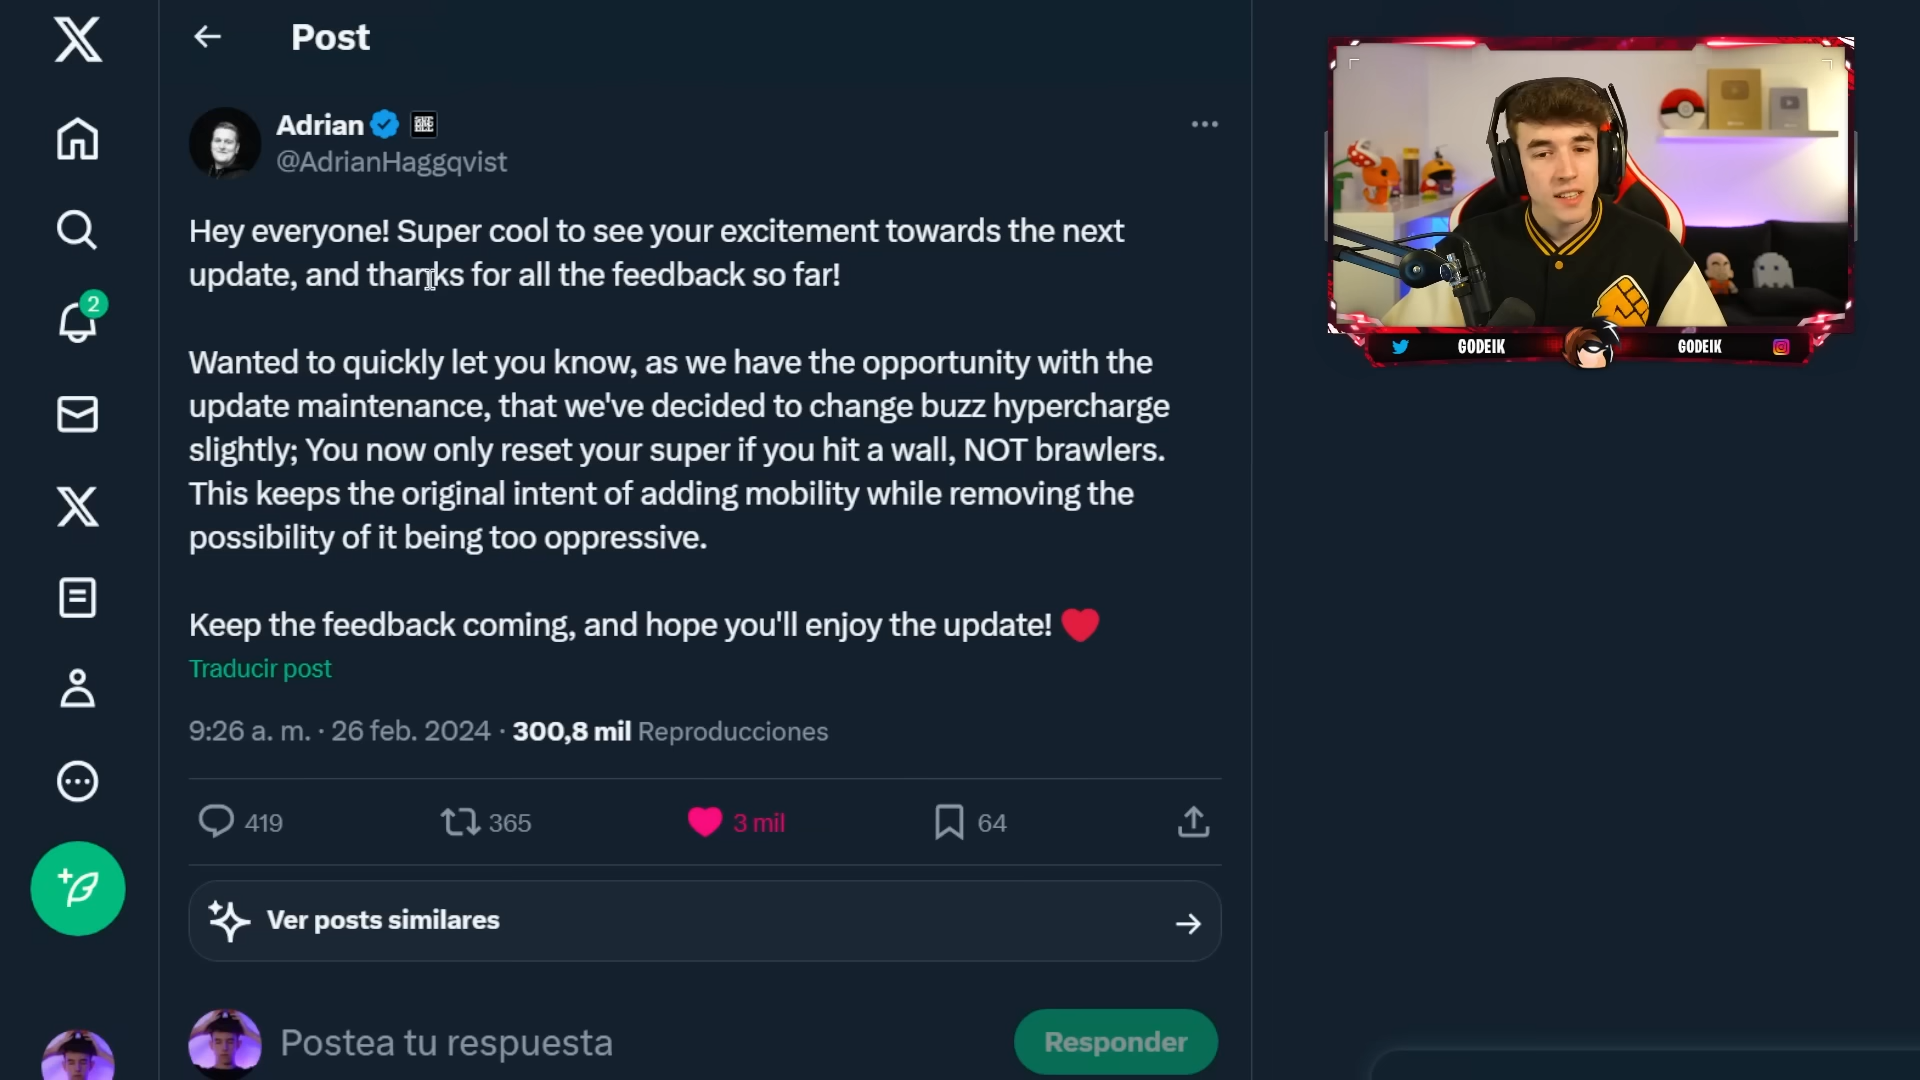 Post
Adrian
@AdrianHaggqvist
Hey everyone! Super cool to see your excitement towards the next
update, and thanks for all the feedback so far!
Wanted to quickly let you know, as we have the opportunity with the
update maintenance, that we've decided to change buzz hypercharge
slightly; You now only reset your super if you hit a wall, NOT brawlers.
This keeps the original intent of adding mobility while removing the
possibility of it being too oppressive.
Keep the feedback coming, and hope you'll enjoy the update! ❤️
Traducir post
9:26 a. m. · 26 feb. 2024 · 300,8 mil Reproducciones
419 365 3 mil 64
Ver posts similares
Postea tu respuesta
Responder
2
GODEIK GODEIK